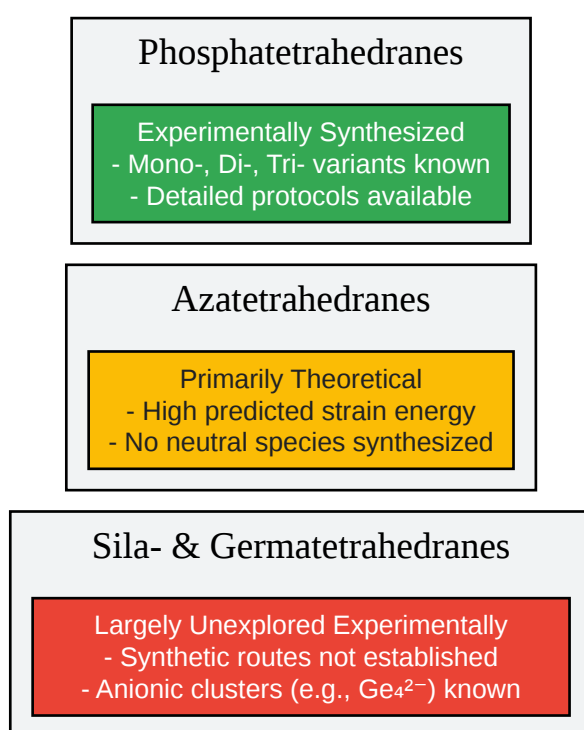 Phosphatetrahedranes
Experimentally Synthesized
- Mono-, Di-, Tri- variants known
- Detailed protocols available
Azatetrahedranes
Primarily Theoretical
- High predicted strain energy
- No neutral species synthesized
Sila- & Germatetrahedranes
Largely Unexplored Experimentally
- Synthetic routes not established
- Anionic clusters (e.g., Ge₄²⁻) known